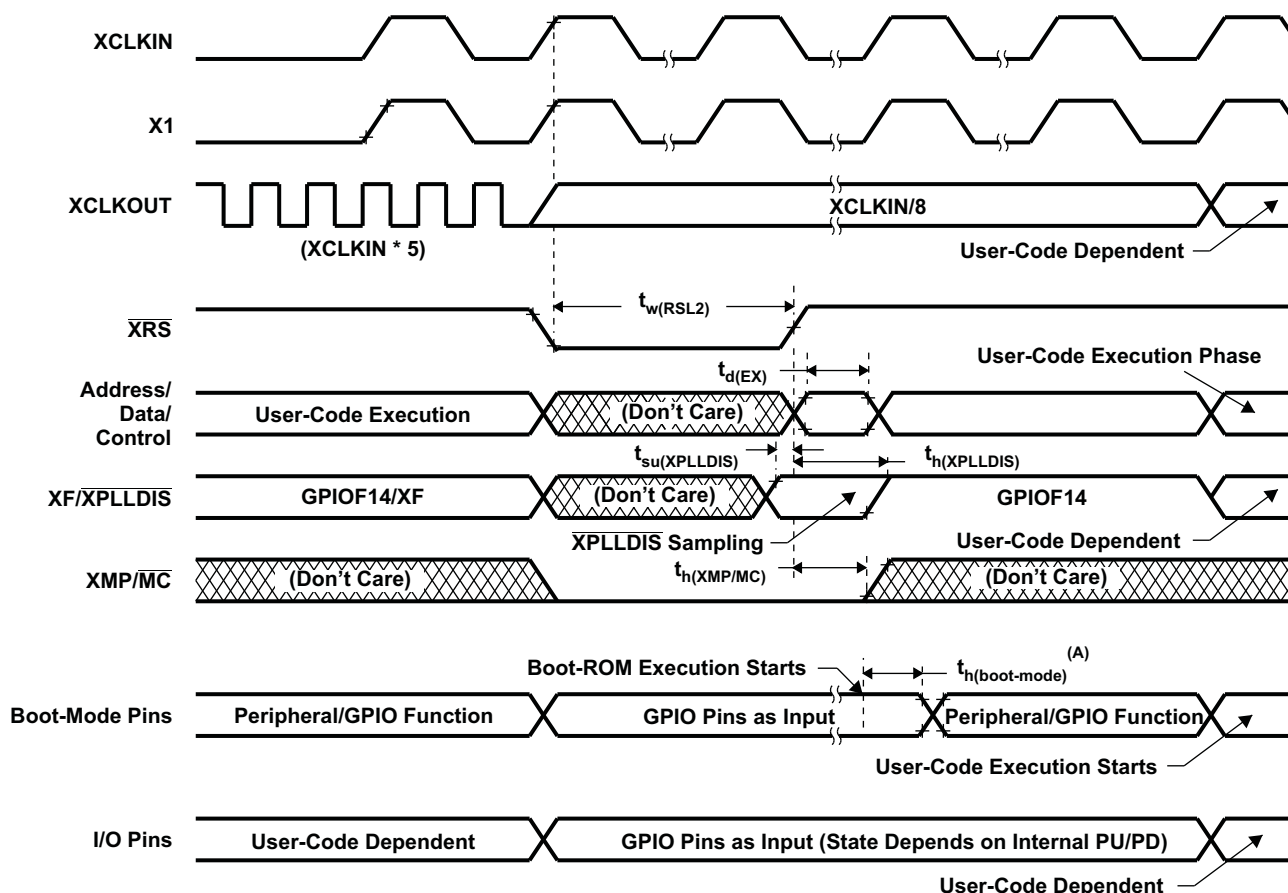 XCLKIN
X1
XCLKOUT
XCLKIN/8
(XCLKIN * 5)
User-Code Dependent
XRS
tw(RSL2)
User-Code Execution Phase
td(EX)
Address/
Data/
Control
User-Code Execution
(Don't Care)
tsu(XPLLDIS)
th(XPLLDIS)
XF/XPLLDIS
GPIOF14/XF
(Don't Care)
GPIOF14
XPLLDIS Sampling
User-Code Dependent
XMP/MC
(Don't Care)
th(XMP/MC)
(Don't Care)
Boot-ROM Execution Starts
th(boot-mode)(A)
Boot-Mode Pins
Peripheral/GPIO Function
GPIO Pins as Input
Peripheral/GPIO Function
User-Code Execution Starts
I/O Pins
User-Code Dependent
GPIO Pins as Input (State Depends on Internal PU/PD)
User-Code Dependent